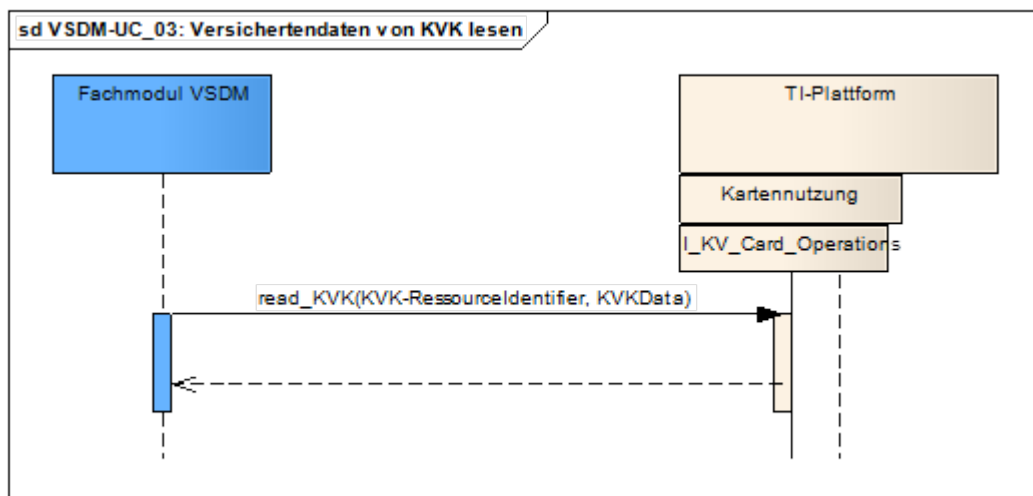 sd VSDM-UC_03: Versichertendaten von KVK lesen
Fachmodul VSDM
TI-Plattform
Kartennutzung
I_KV_Card_Operations
read_KVK(KVK-RessourceIdentifier, KVKData)